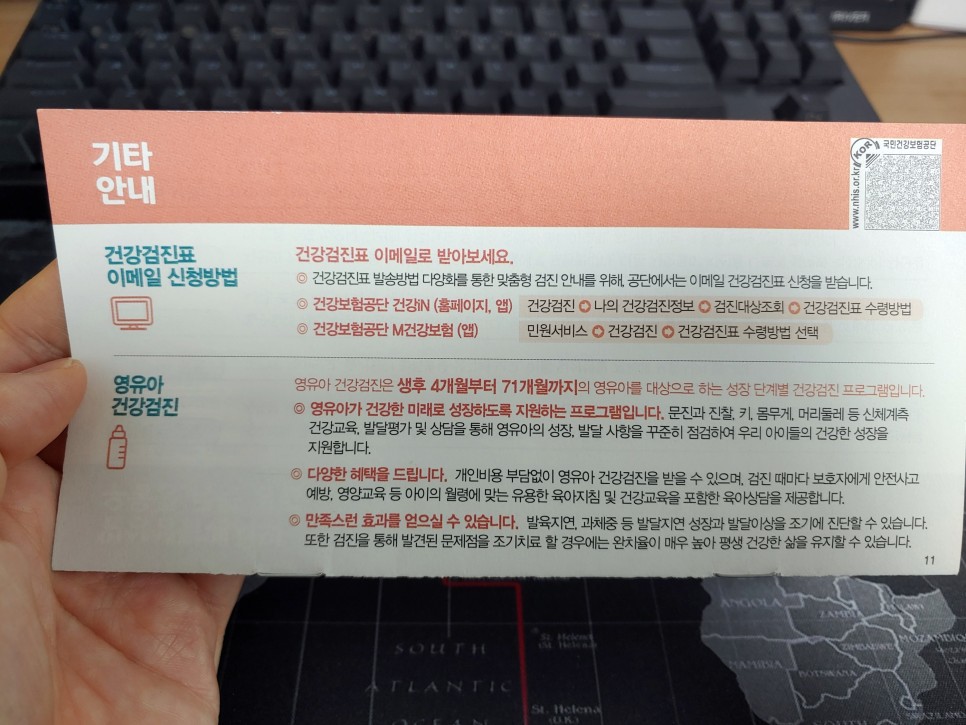 기타
안내
KOR
국민건강보험공단
www.nhis.or.kr
건강검진표
이메일 신청방법
건강검진표 이메일로 받아보세요.
◎ 건강검진표 발송방법 다양화를 통한 맞춤형 검진 안내를 위해, 공단에서는 이메일 건강검진표 신청을 받습니다.
◎ 건강보험공단 건강iN (홈페이지, 앱) 건강검진 ➲ 나의 건강검진정보 ➲ 검진대상조회 ➲ 건강검진표 수령방법
◎ 건강보험공단 M건강보험 (앱) 민원서비스 ➲ 건강검진 ➲ 건강검진표 수령방법 선택
영유아
건강검진
영유아 건강검진은 생후 4개월부터 71개월까지의 영유아를 대상으로 하는 성장 단계별 건강검진 프로그램입니다.
◎ 영유아가 건강한 미래로 성장하도록 지원하는 프로그램입니다. 문진과 진찰, 키, 몸무게, 머리둘레 등 신체계측
건강교육, 발달평가 및 상담을 통해 영유아의 성장, 발달 사항을 꾸준히 점검하여 우리 아이들의 건강한 성장을
지원합니다.
◎ 다양한 혜택을 드립니다. 개인비용 부담없이 영유아 건강검진을 받을 수 있으며, 검진 때마다 보호자에게 안전사고
예방, 영양교육 등 아이의 월령에 맞는 유용한 육아지침 및 건강교육을 포함한 육아상담을 제공합니다.
◎ 만족스런 효과를 얻으실 수 있습니다. 발육지연, 과체중 등 발달지연 성장과 발달이상을 조기에 진단할 수 있습니다.
또한 검진을 통해 발견된 문제점을 조기치료 할 경우에는 완치율이 매우 높아 평생 건강한 삶을 유지할 수 있습니다.
11
SOUTH
ATLANTIC
OCEAN
St. Helena
St. Helena
(U.K.)
ANGOLA
ZAMBIA
MOZAMBIQUE
ZIMBABWE
NAMIBIA
BOTSWANA
SWAZILAND